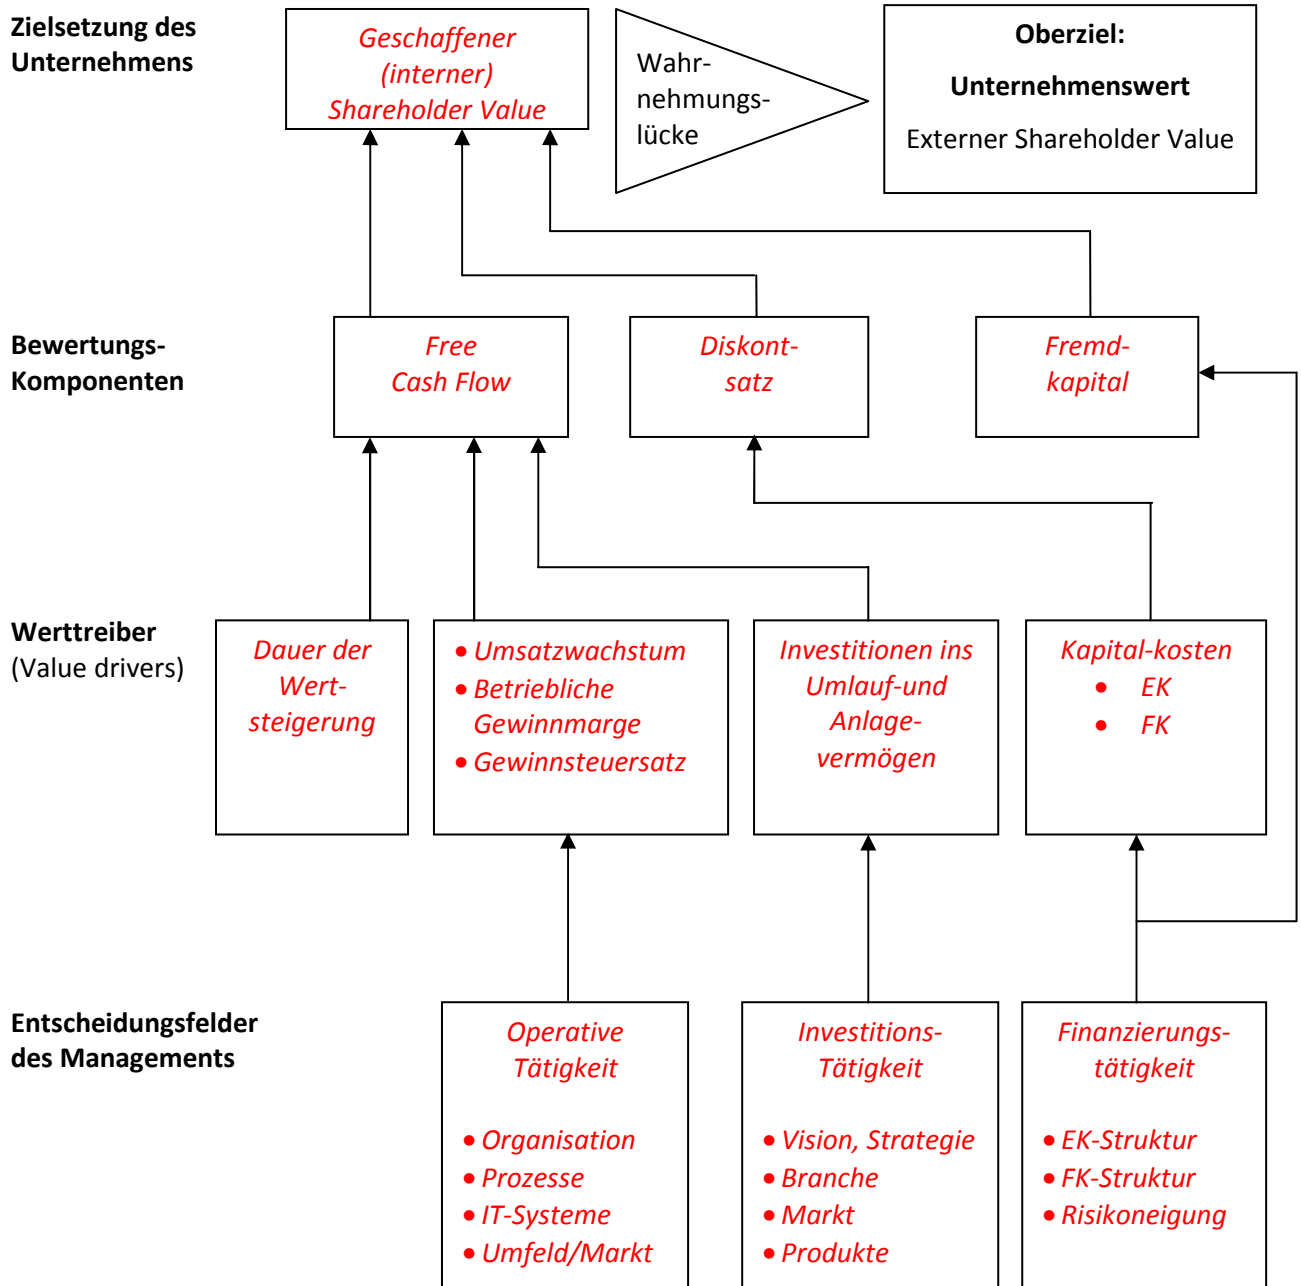 Zielsetzung des
Unternehmens
Geschaffener
(interner)
Shareholder Value
Wahr-
nehmungs-
lücke
Oberziel:
Unternehmenswert
Externer Shareholder Value
Bewertungs-
Komponenten
Free
Cash Flow
Diskont-
satz
Fremd-
kapital
Werttreiber
(Value drivers)
Dauer der
Wert-
steigerung
• Umsatzwachstum
• Betriebliche
Gewinnmarge
• Gewinnsteuersatz
Investitionen ins
Umlauf-und
Anlage-
vermögen
Kapital-kosten
• EK
• FK
Entscheidungsfelder
des Managements
Operative
Tätigkeit
• Organisation
• Prozesse
• IT-Systeme
• Umfeld/Markt
Investitions-
Tätigkeit
• Vision, Strategie
• Branche
• Markt
• Produkte
Finanzierungs-
tätigkeit
• EK-Struktur
• FK-Struktur
• Risikoneigung